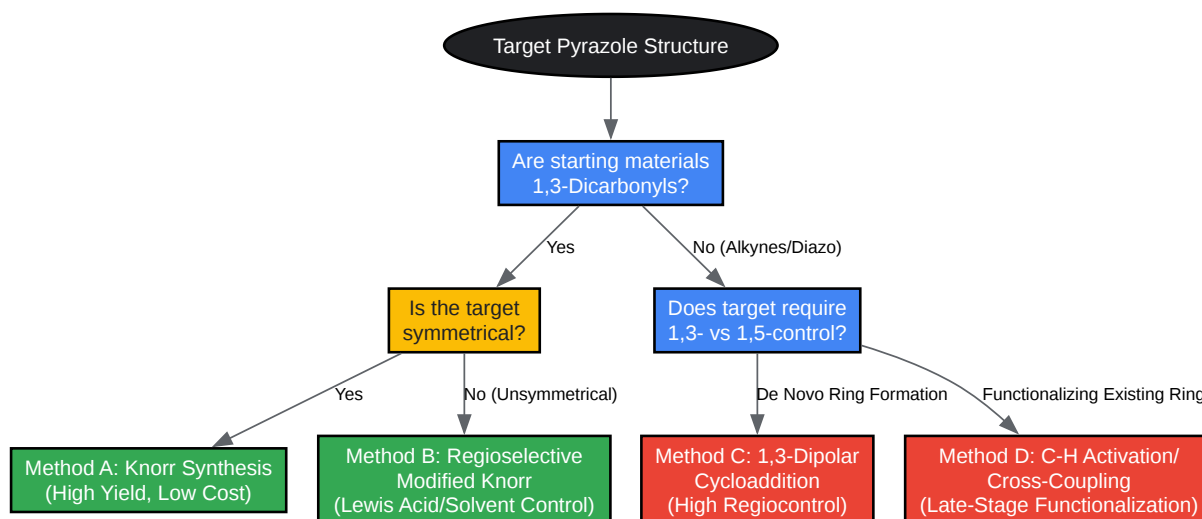 Target Pyrazole Structure
Are starting materials
1,3-Dicarbonyls?
Yes
No (Alkynes/Diazo)
Is the target
symmetrical?
Does target require
1,3- vs 1,5-control?
Yes
No (Unsymmetrical)
De Novo Ring Formation
Functionalizing Existing Ring
Method A: Knorr Synthesis
(High Yield, Low Cost)
Method B: Regioselective
Modified Knorr
(Lewis Acid/Solvent Control)
Method C: 1,3-Dipolar
Cycloaddition
(High Regiocontrol)
Method D: C-H Activation/
Cross-Coupling
(Late-Stage Functionalization)